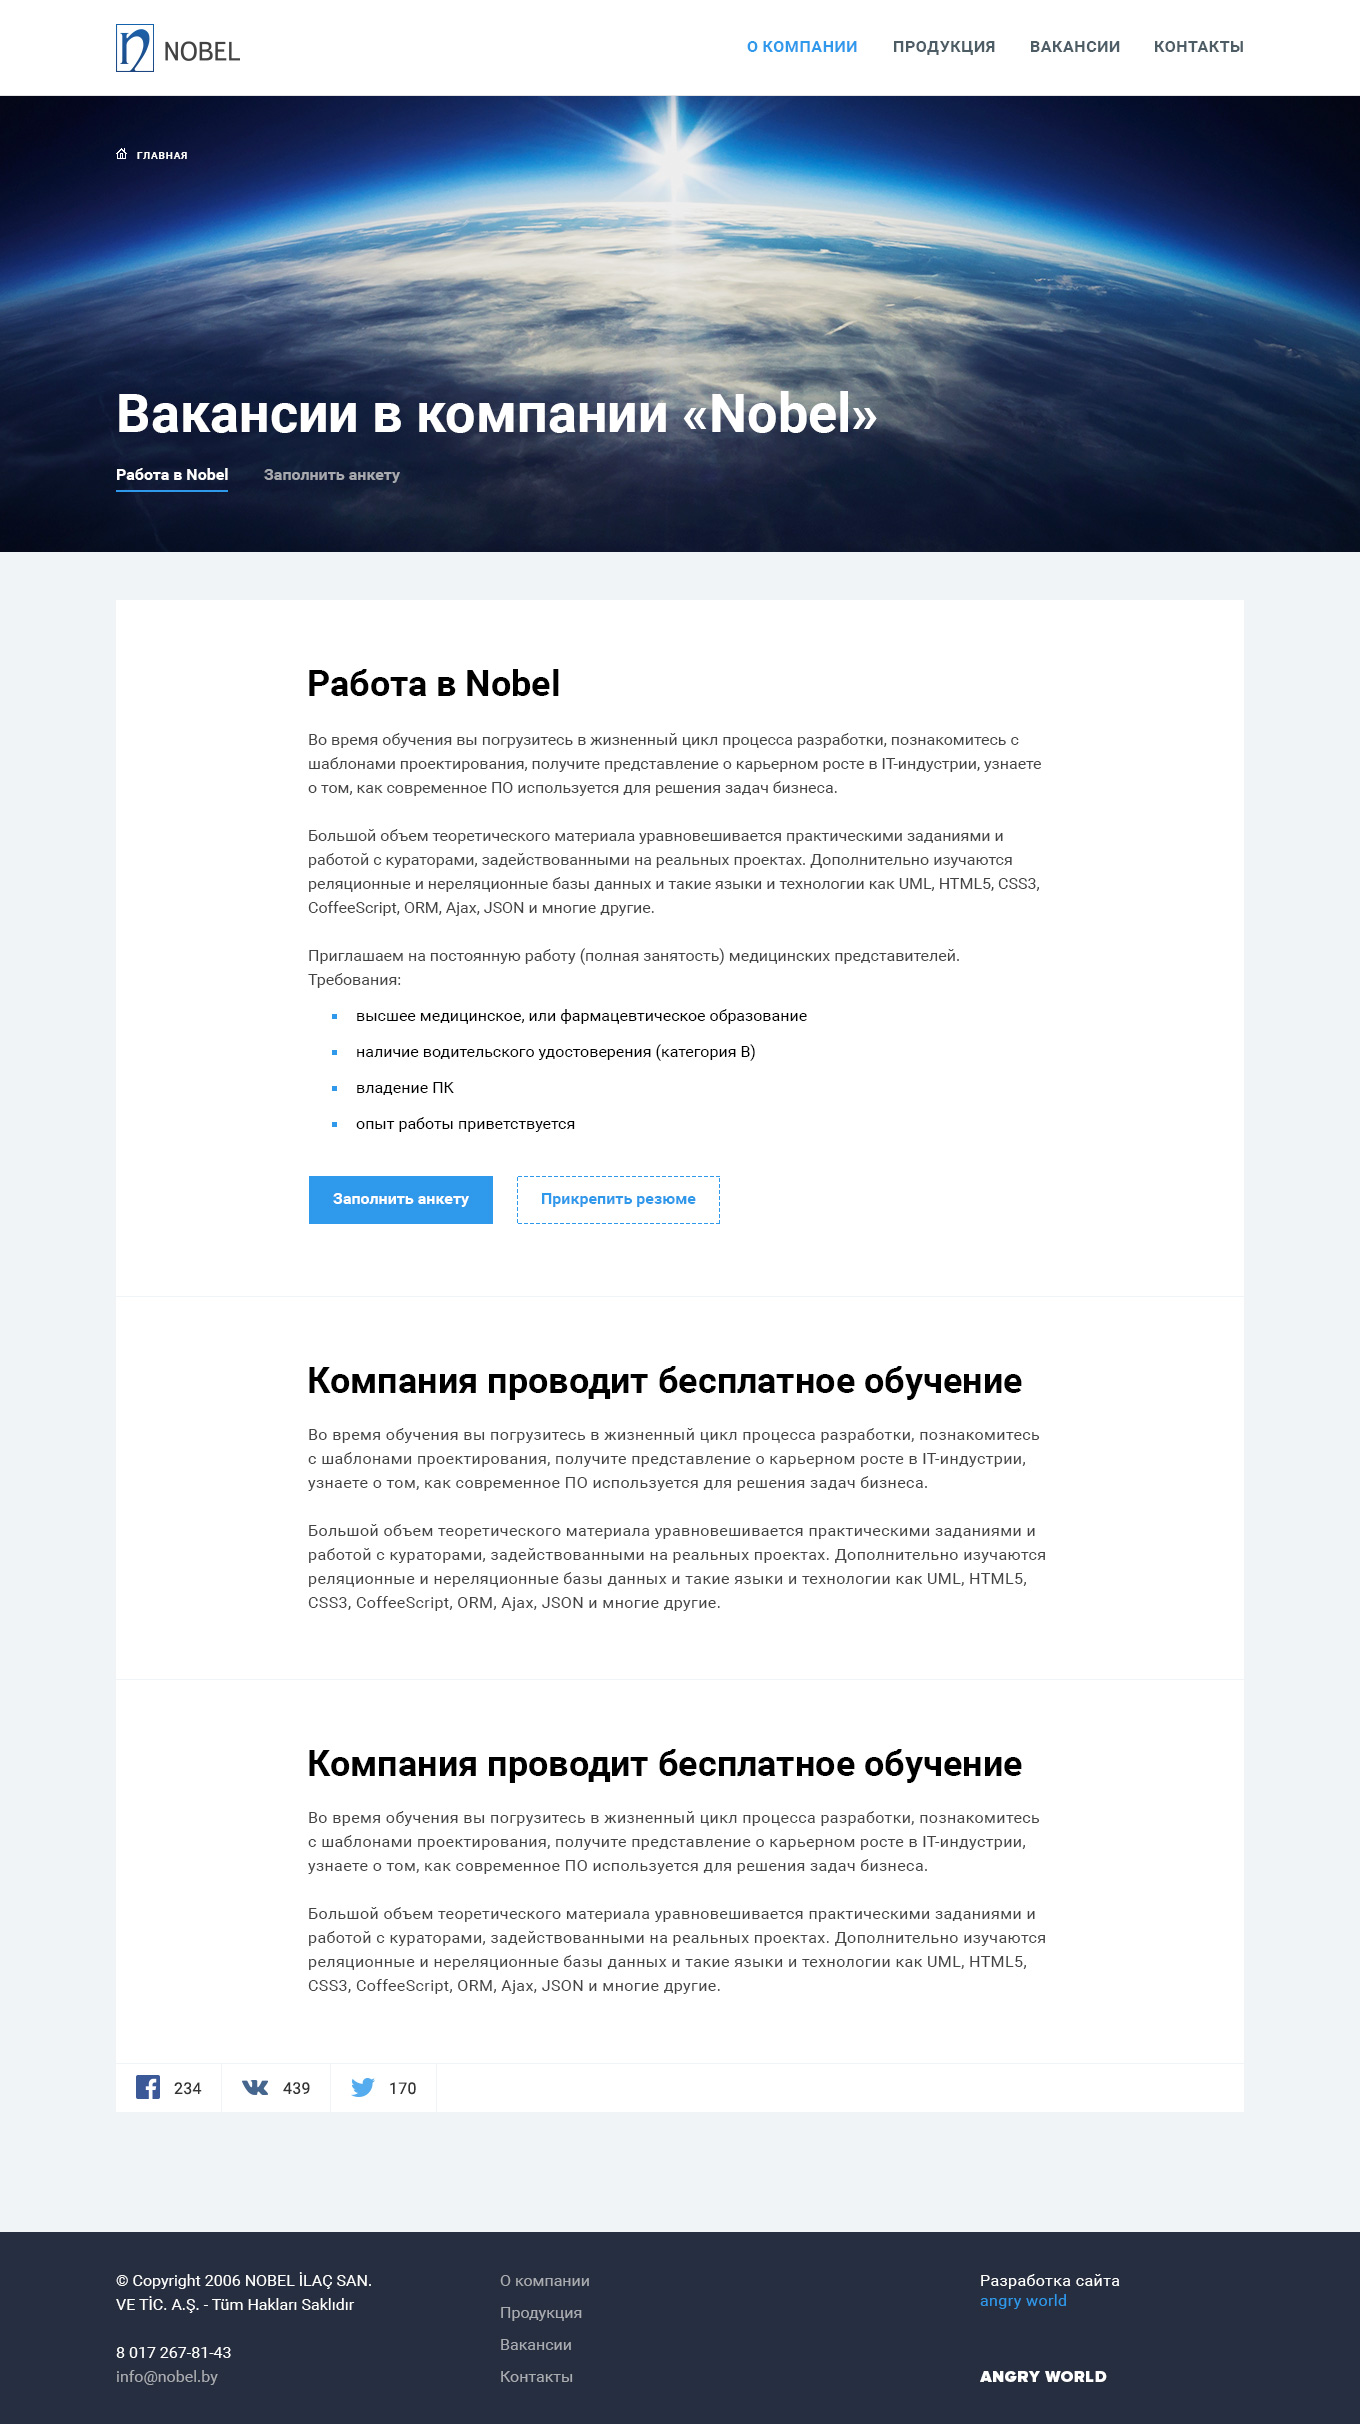 NOBEL
О КОМПАНИИ ПРОДУКЦИЯ ВАКАНСИИ КОНТАКТЫ
ГЛАВНАЯ
Вакансии в компании «Nobel»
Работа в Nobel Заполнить анкету
Работа в Nobel
Во время обучения вы погрузитесь в жизненный цикл процесса разработки, познакомитесь с
шаблонами проектирования, получите представление о карьерном росте в IT-индустрии, узнаете
о том, как современное ПО используется для решения задач бизнеса.
Большой объем теоретического материала уравновешивается практическими заданиями и
работой с кураторами, задействованными на реальных проектах. Дополнительно изучаются
реляционные и нереляционные базы данных и такие языки и технологии как UML, HTML5, CSS3,
CoffeeScript, ORM, Ajax, JSON и многие другие.
Приглашаем на постоянную работу (полная занятость) медицинских представителей.
Требования:
высшее медицинское, или фармацевтическое образование
наличие водительского удостоверения (категория В)
владение ПК
опыт работы приветствуется
Заполнить анкету Прикрепить резюме
Компания проводит бесплатное обучение
Во время обучения вы погрузитесь в жизненный цикл процесса разработки, познакомитесь
с шаблонами проектирования, получите представление о карьерном росте в IT-индустрии,
узнаете о том, как современное ПО используется для решения задач бизнеса.
Большой объем теоретического материала уравновешивается практическими заданиями и
работой с кураторами, задействованными на реальных проектах. Дополнительно изучаются
реляционные и нереляционные базы данных и такие языки и технологии как UML, HTML5,
CSS3, CoffeeScript, ORM, Ajax, JSON и многие другие.
Компания проводит бесплатное обучение
Во время обучения вы погрузитесь в жизненный цикл процесса разработки, познакомитесь
с шаблонами проектирования, получите представление о карьерном росте в IT-индустрии,
узнаете о том, как современное ПО используется для решения задач бизнеса.
Большой объем теоретического материала уравновешивается практическими заданиями и
работой с кураторами, задействованными на реальных проектах. Дополнительно изучаются
реляционные и нереляционные базы данных и такие языки и технологии как UML, HTML5,
CSS3, CoffeeScript, ORM, Ajax, JSON и многие другие.
234 439 170
© Copyright 2006 NOBEL İLAÇ SAN.
VE TİC. A.Ş. - Tüm Hakları Saklıdır
8 017 267-81-43
info@nobel.by
О компании
Продукция
Вакансии
Контакты
Разработка сайта
angry world
ANGRY WORLD